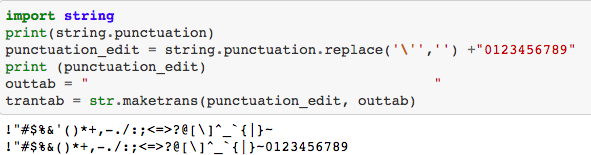 import string
print(string.punctuation)
punctuation_edit = string.punctuation.replace('\'','') +"0123456789"
print (punctuation_edit)
outtab = "                                         "
trantab = str.maketrans(punctuation_edit, outtab)
!"#$%&'()*+,-./:;<=>?@[\]^_`{|}~
!"#$%&()*+,-./:;<=>?@[\]^_`{|}~0123456789